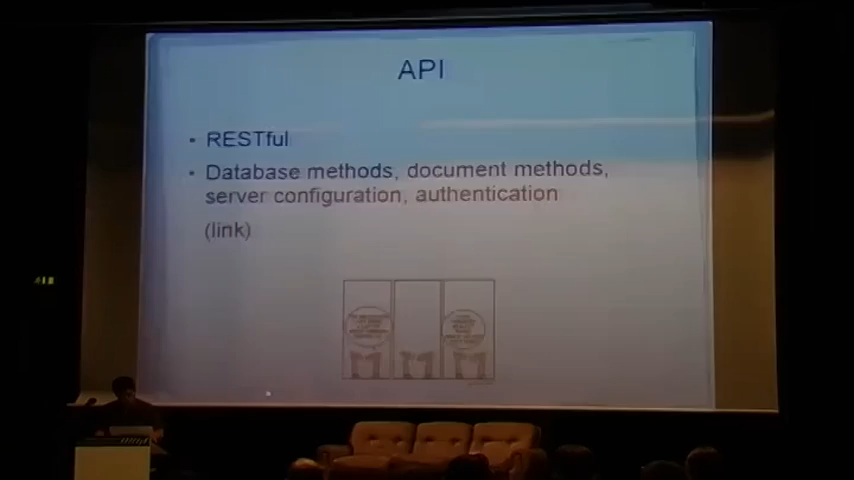 API
• RESTful
• Database methods, document methods,
server configuration, authentication
(link)